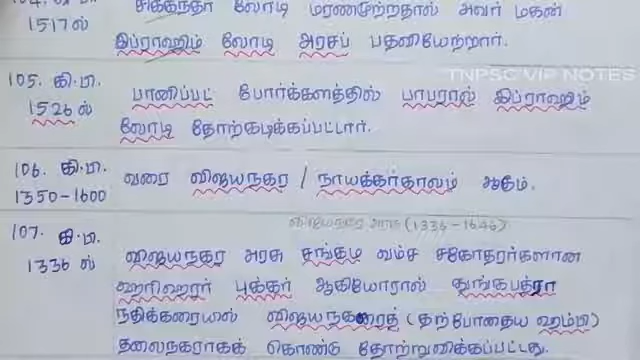 104. கி.பி. சிக்கந்தர் லோடி மரணமுற்றதால் அவர் மகன்
1517ல் இப்ராஹிம் லோடி அரசப் பதவியேற்றார்.
TNPSC VIP NOTES
105. கி.பி. பானிப்பட் போர்க்களத்தில் பாபரால் இப்ராஹிம்
1526ல் லோடி தோற்கடிக்கப்பட்டார்.
106. கி.பி. வரை விஜயநகர / நாயக்கர்காலம் ஆகும்.
1350-1600
விஜயநகர அரசு (1336-1646)
107. கி.பி.
1336ல் விஜயநகர அரசு சங்கம வம்ச சகோதரர்களான
ஹரிஹரர் புக்கர் ஆகியோரால் துங்கபத்ரா
நதிக்கரையில் விஜயநகரைத் (தற்போதைய ஹம்பி)
தலைநகராகக் கொண்டு தோற்றுவிக்கப்பட்டது.